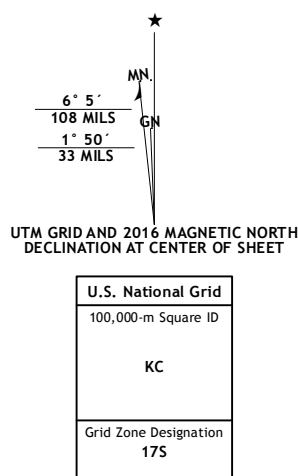 MN.
GN
6° 5´
108 MILS
1° 50´
33 MILS
UTM GRID AND 2016 MAGNETIC NORTH
DECLINATION AT CENTER OF SHEET
U.S. National Grid
100,000-m Square ID
KC
Grid Zone Designation
17S